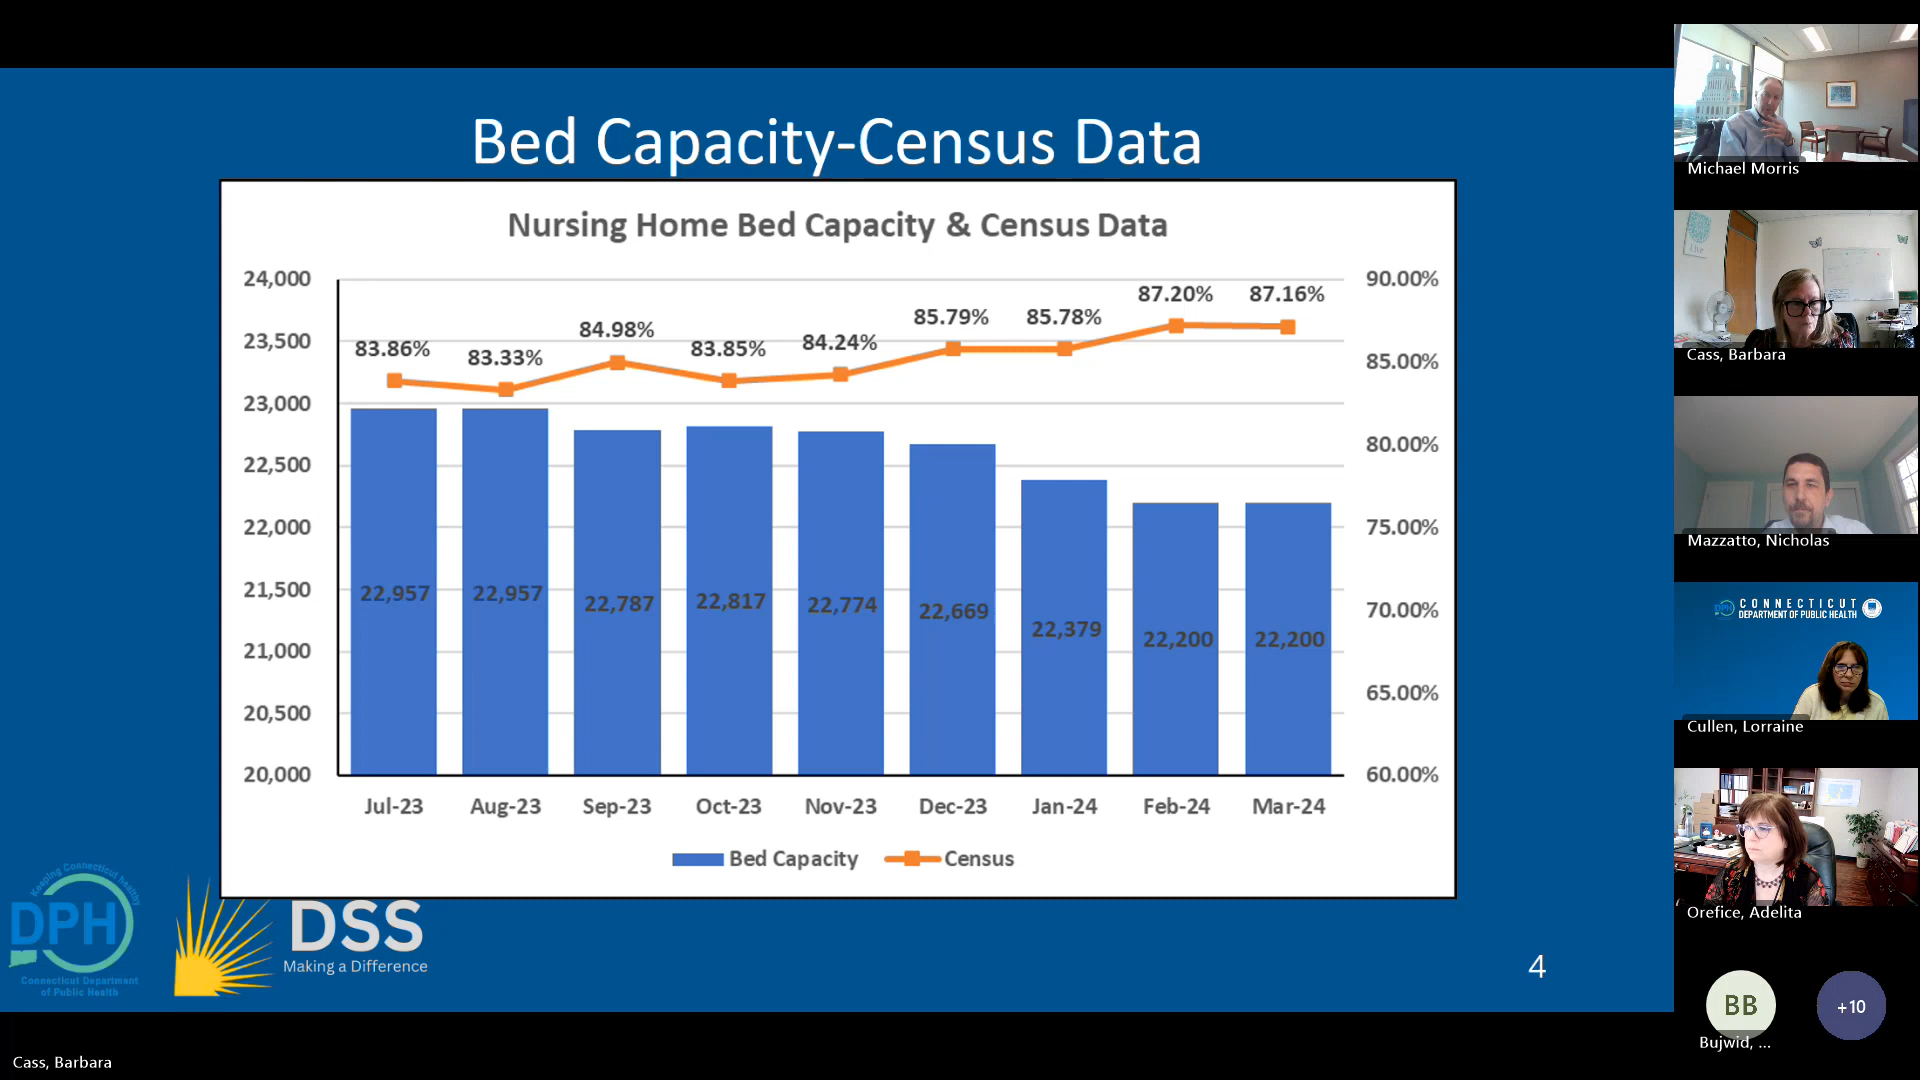 Bed Capacity-Census Data
Nursing Home Bed Capacity & Census Data
24,000
23,500
23,000
22,500
22,000
21,500
21,000
20,500
20,000
90.00%
85.00%
80.00%
75.00%
70.00%
65.00%
60.00%
83.86%
83.33%
84.98%
83.85%
84.24%
85.79%
85.78%
87.20%
87.16%
22,957
22,957
22,787
22,817
22,774
22,669
22,379
22,200
22,200
Jul-23
Aug-23
Sep-23
Oct-23
Nov-23
Dec-23
Jan-24
Feb-24
Mar-24
Bed Capacity
Census
Keeping Connecticut healthy
DPH
Connecticut Department
of Public Health
DSS
Making a Difference
4
Cass, Barbara
Michael Morris
Cass, Barbara
Mazzatto, Nicholas
DPH
CONNECTICUT
DEPARTMENT OF PUBLIC HEALTH
Cullen, Lorraine
Orefice, Adelita
BB
Bujwid, ...
+10